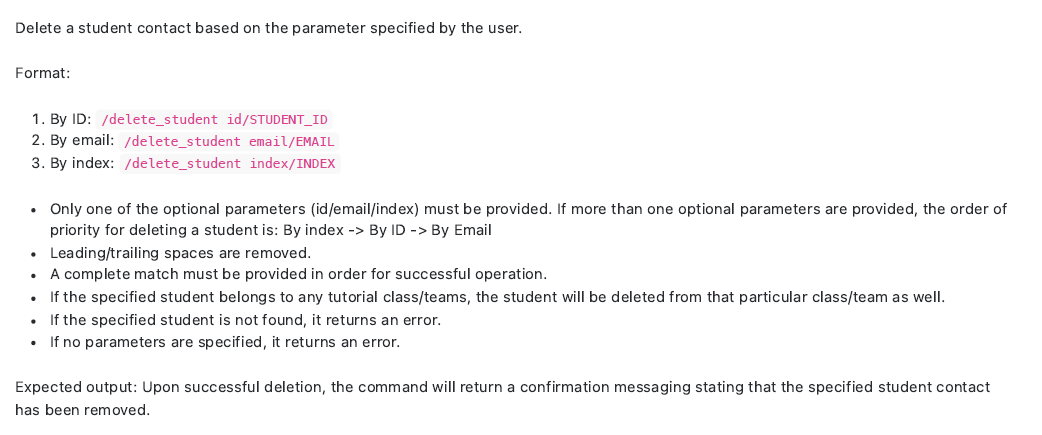 Delete a student contact based on the parameter specified by the user.
Format:
1. By ID: /delete_student id/STUDENT_ID
2. By email: /delete_student email/EMAIL
3. By index: /delete_student index/INDEX
• Only one of the optional parameters (id/email/index) must be provided. If more than one optional parameters are provided, the order of
priority for deleting a student is: By index -> By ID -> By Email
• Leading/trailing spaces are removed.
• A complete match must be provided in order for successful operation.
• If the specified student belongs to any tutorial class/teams, the student will be deleted from that particular class/team as well.
• If the specified student is not found, it returns an error.
• If no parameters are specified, it returns an error.
Expected output: Upon successful deletion, the command will return a confirmation messaging stating that the specified student contact
has been removed.